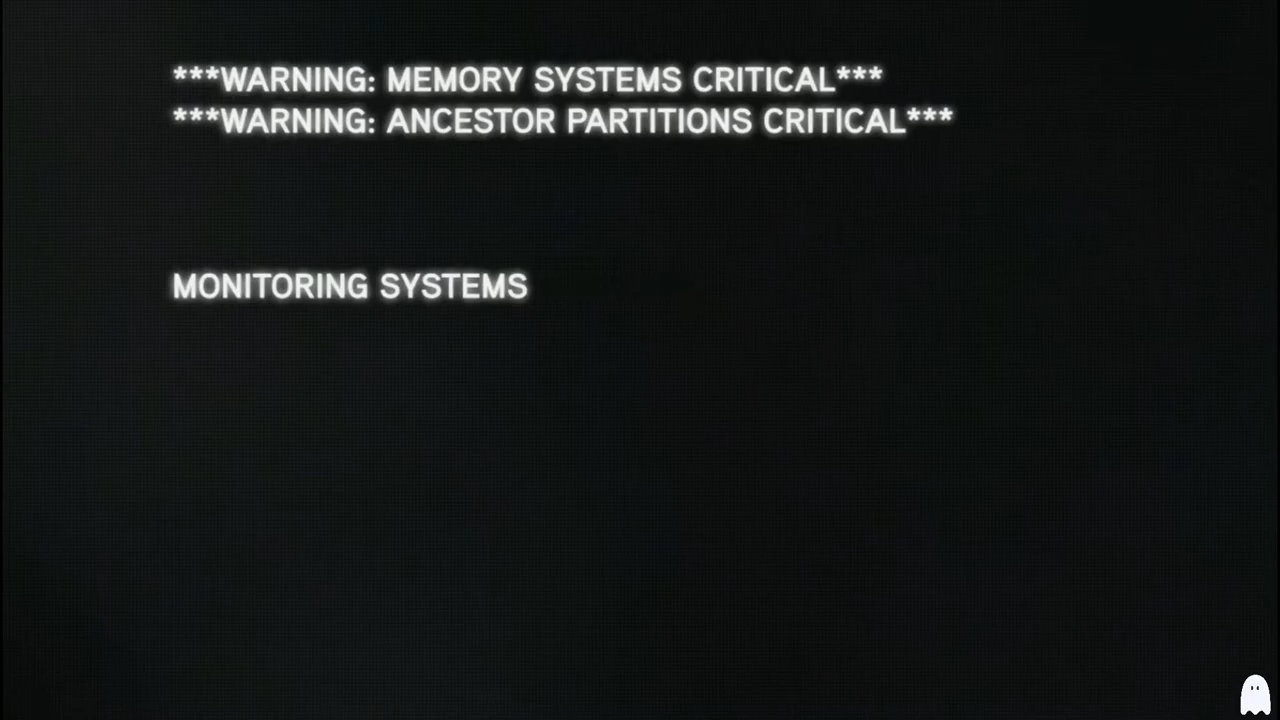 ***WARNING: MEMORY SYSTEMS CRITICAL***
***WARNING: ANCESTOR PARTITIONS CRITICAL***
MONITORING SYSTEMS